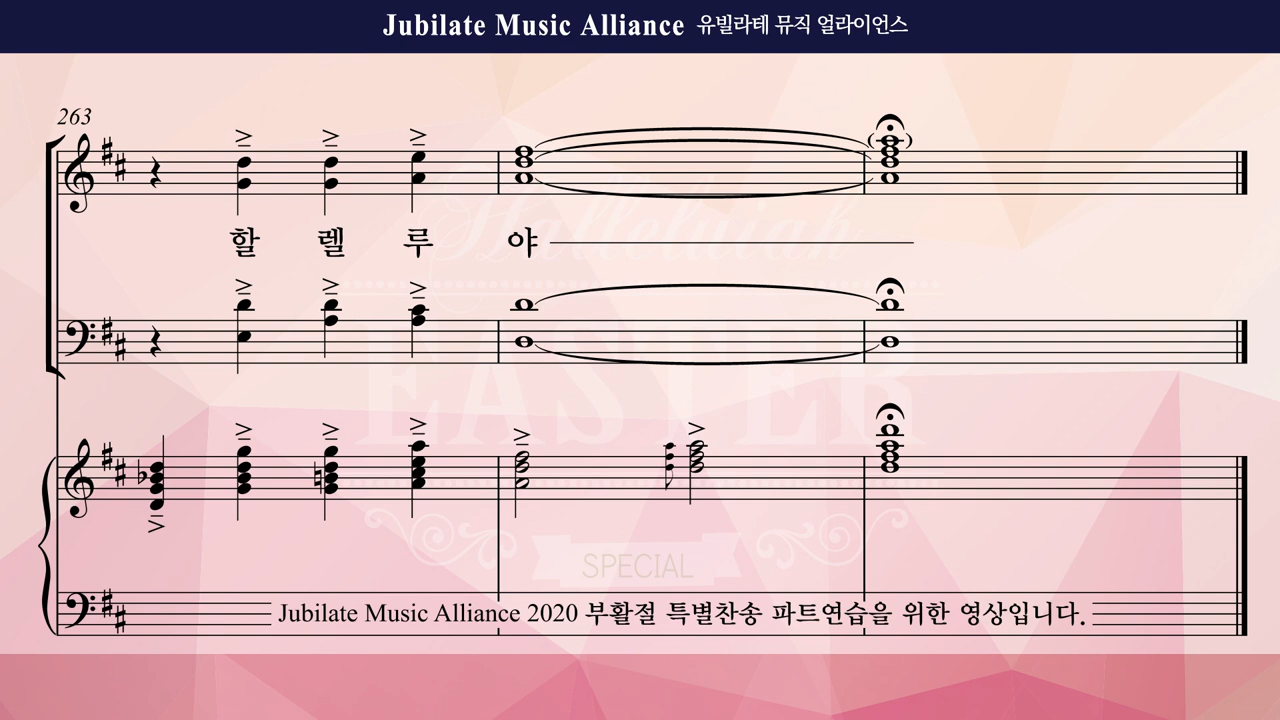 Jubilate Music Alliance 유빌라테 뮤직 얼라이언스
263
할 렐 루 야
Hallelujah
EASTER
SPECIAL
Jubilate Music Alliance 2020 부활절 특별찬송 파트연습을 위한 영상입니다.